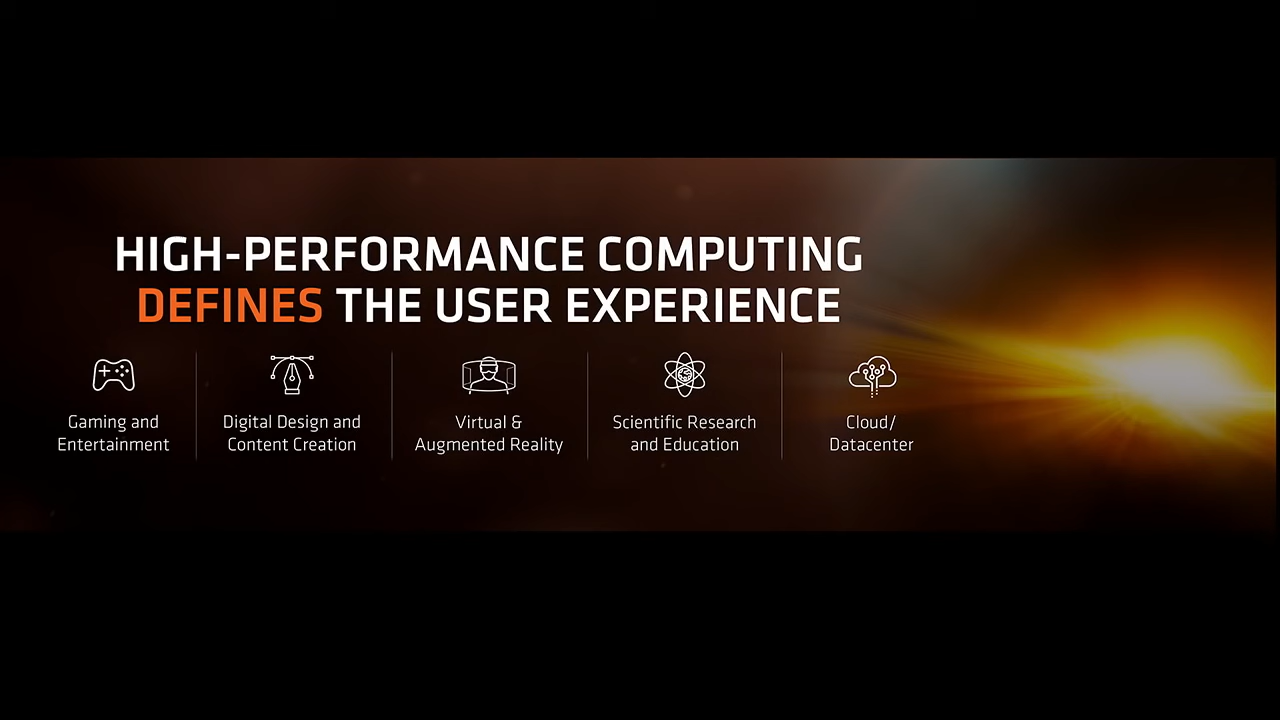 HIGH-PERFORMANCE COMPUTING
DEFINES THE USER EXPERIENCE
Gaming and
Entertainment
Digital Design and
Content Creation
Virtual &
Augmented Reality
Scientific Research
and Education
Cloud/
Datacenter